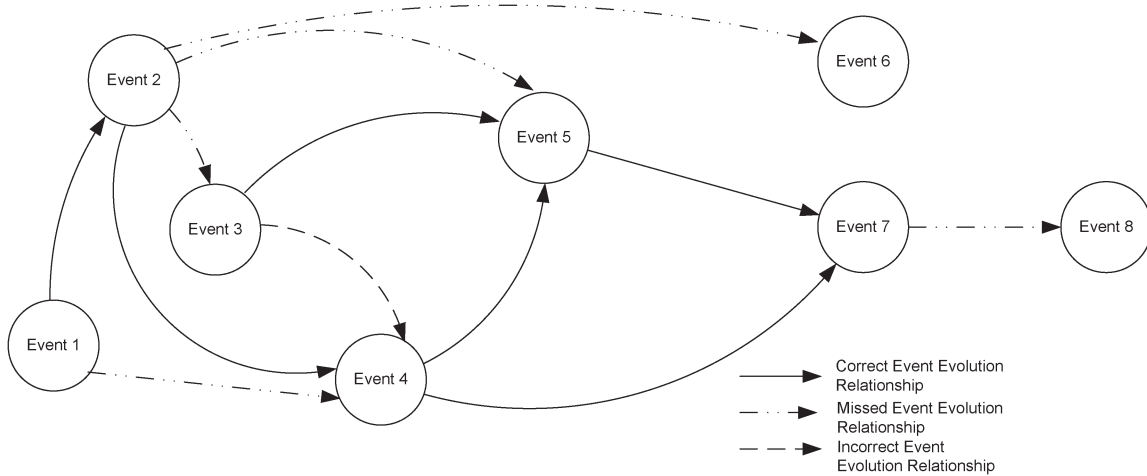 Event 6
Event 2
Event 5
Event 3
Event 7
Event 8
Event 1
Event 4
Correct Event Evolution
Relationship
Missed Event Evolution
Relationship
Incorrect Event
Evolution Relationship